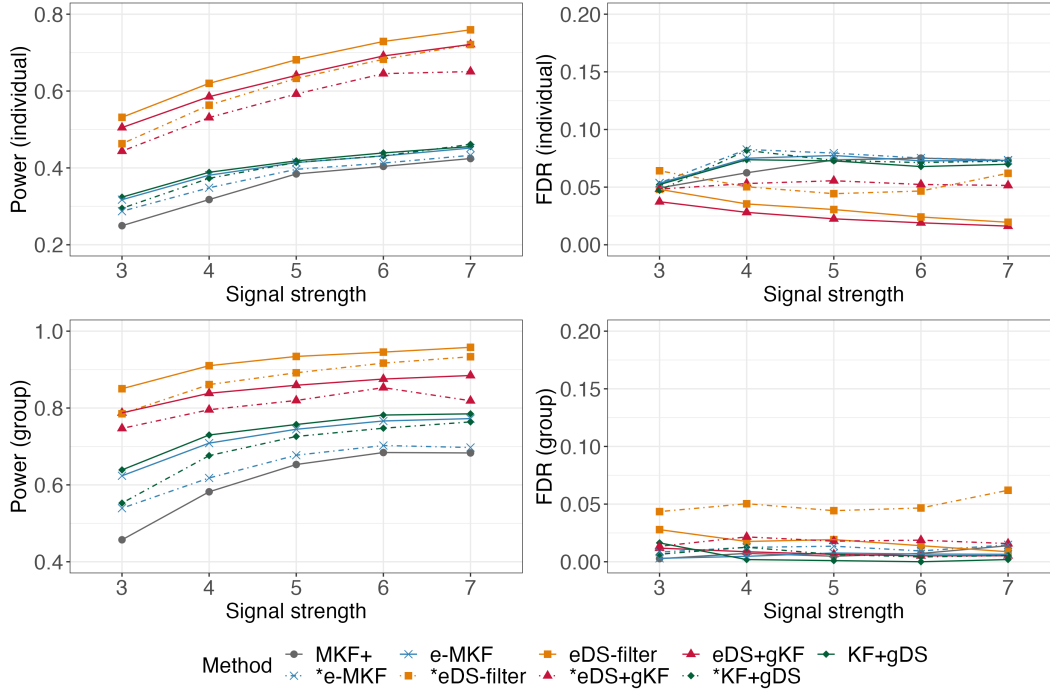 Power (individual)
0.8
0.6
0.4
0.2
3 4 5 6 7
Signal strength
FDR (individual)
0.20
0.15
0.10
0.05
0.00
3 4 5 6 7
Signal strength
Power (group)
1.0
0.8
0.6
0.4
3 4 5 6 7
Signal strength
FDR (group)
0.20
0.15
0.10
0.05
0.00
3 4 5 6 7
Signal strength
Method
MKF+ e-MKF eDS-filter eDS+gKF KF+gDS
*e-MKF *eDS-filter *eDS+gKF *KF+gDS